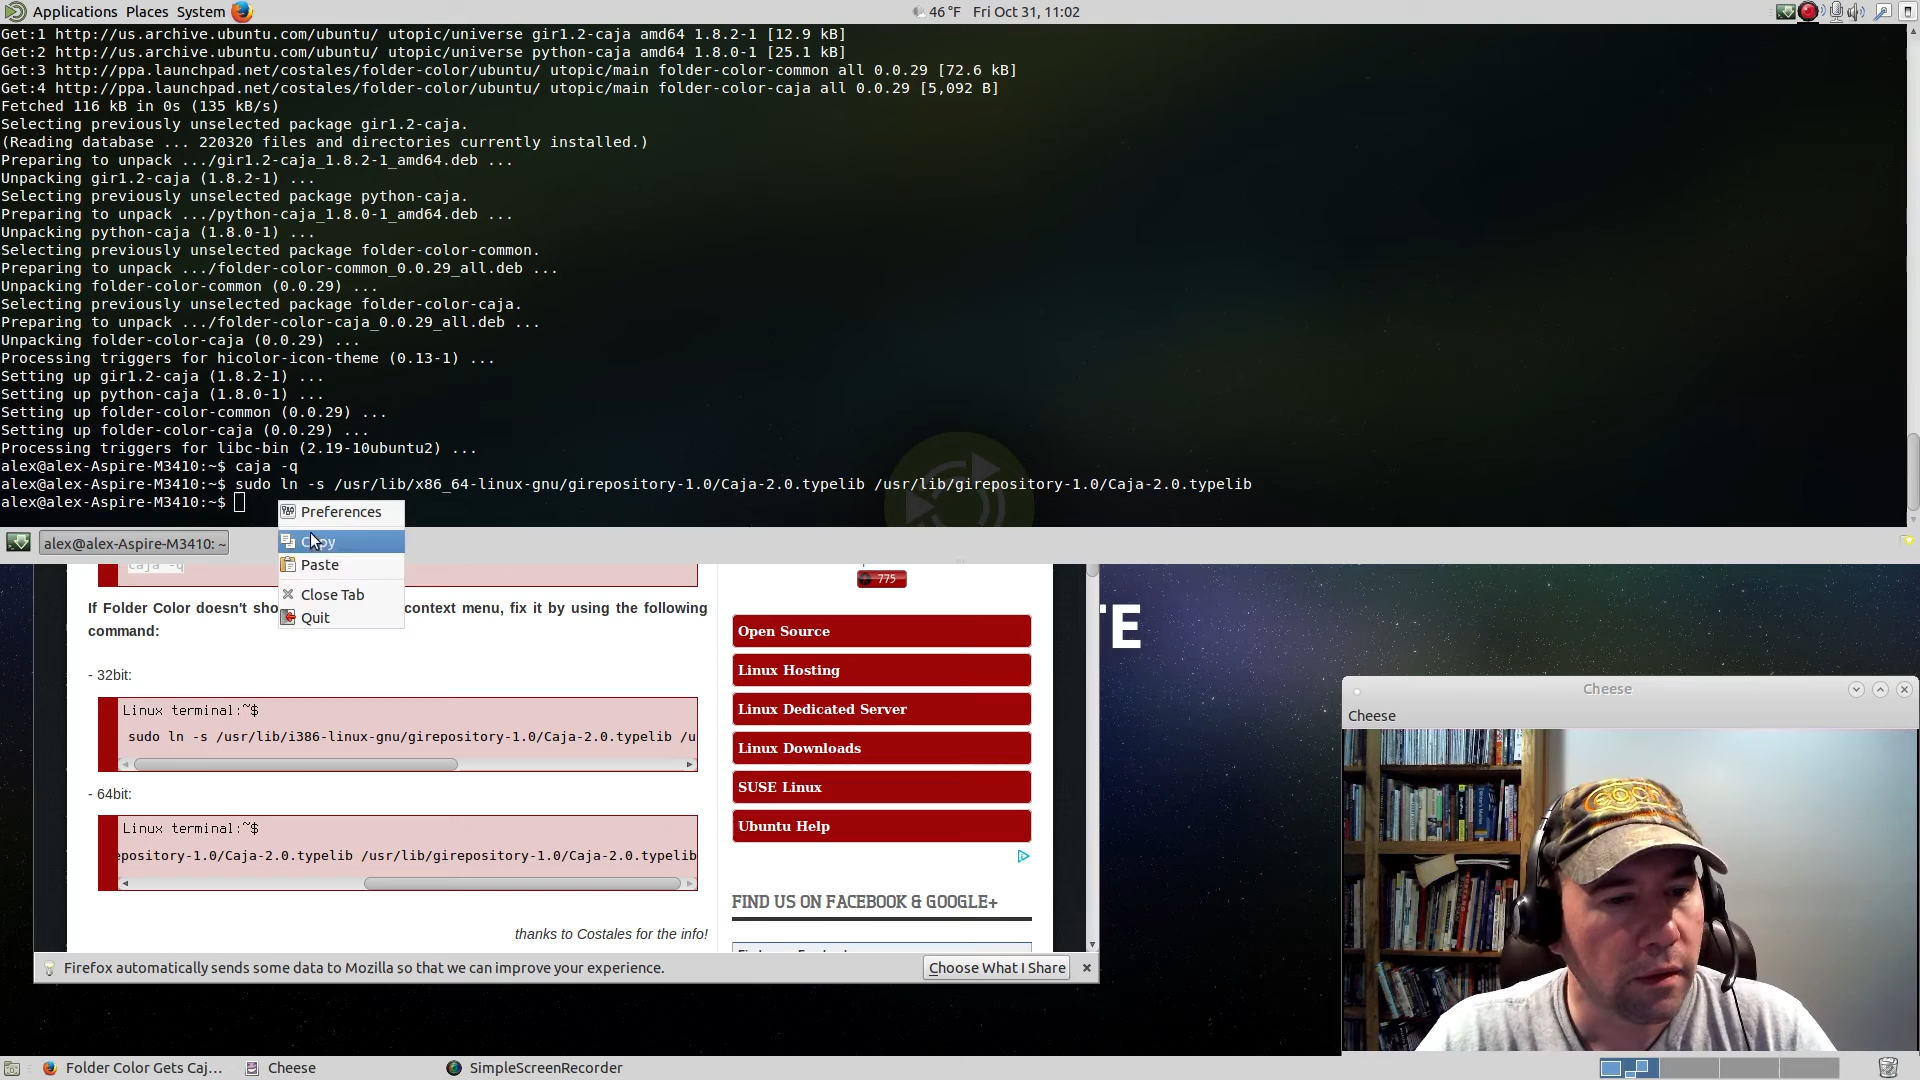 Applications Places System
46 °F Fri Oct 31, 11:02
Get:1 http://us.archive.ubuntu.com/ubuntu/ utopic/universe gir1.2-caja amd64 1.8.2-1 [12.9 kB]
Get:2 http://us.archive.ubuntu.com/ubuntu/ utopic/universe python-caja amd64 1.8.0-1 [25.1 kB]
Get:3 http://ppa.launchpad.net/costales/folder-color/ubuntu/ utopic/main folder-color-common all 0.0.29 [72.6 kB]
Get:4 http://ppa.launchpad.net/costales/folder-color/ubuntu/ utopic/main folder-color-caja all 0.0.29 [5,092 B]
Fetched 116 kB in 0s (135 kB/s)
Selecting previously unselected package gir1.2-caja.
(Reading database ... 220320 files and directories currently installed.)
Preparing to unpack .../gir1.2-caja_1.8.2-1_amd64.deb ...
Unpacking gir1.2-caja (1.8.2-1) ...
Selecting previously unselected package python-caja.
Preparing to unpack .../python-caja_1.8.0-1_amd64.deb ...
Unpacking python-caja (1.8.0-1) ...
Selecting previously unselected package folder-color-common.
Preparing to unpack .../folder-color-common_0.0.29_all.deb ...
Unpacking folder-color-common (0.0.29) ...
Selecting previously unselected package folder-color-caja.
Preparing to unpack .../folder-color-caja_0.0.29_all.deb ...
Unpacking folder-color-caja (0.0.29) ...
Processing triggers for hicolor-icon-theme (0.13-1) ...
Setting up gir1.2-caja (1.8.2-1) ...
Setting up python-caja (1.8.0-1) ...
Setting up folder-color-common (0.0.29) ...
Setting up folder-color-caja (0.0.29) ...
Processing triggers for libc-bin (2.19-10ubuntu2) ...
alex@alex-Aspire-M3410:~$ caja -q
alex@alex-Aspire-M3410:~$ sudo ln -s /usr/lib/x86_64-linux-gnu/girepository-1.0/Caja-2.0.typelib /usr/lib/girepository-1.0/Caja-2.0.typelib
alex@alex-Aspire-M3410:~$
Preferences
Copy
Paste
Close Tab
Quit
alex@alex-Aspire-M3410: ~
caja -q
If Folder Color doesn't sho context menu, fix it by using the following
command:
- 32bit:
Linux terminal:~$
sudo ln -s /usr/lib/i386-linux-gnu/girepository-1.0/Caja-2.0.typelib /u
- 64bit:
Linux terminal:~$
epository-1.0/Caja-2.0.typelib /usr/lib/girepository-1.0/Caja-2.0.typelib
thanks to Costales for the info!
775
Open Source
Linux Hosting
Linux Dedicated Server
Linux Downloads
SUSE Linux
Ubuntu Help
FIND US ON FACEBOOK & GOOGLE+
TE
Firefox automatically sends some data to Mozilla so that we can improve your experience.
Choose What I Share
Cheese
Cheese
Folder Color Gets Caj...
Cheese
SimpleScreenRecorder